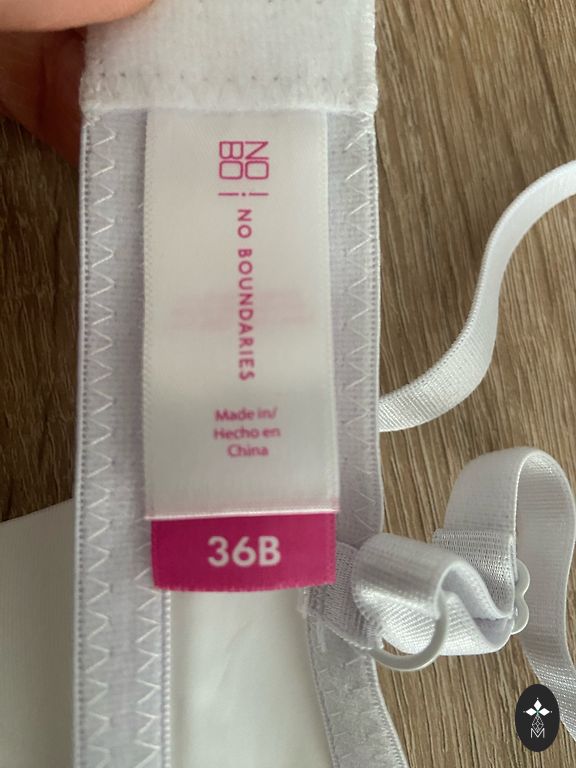 NO
BO
NO BOUNDARIES
Made in/
Hecho en
China
36B
M